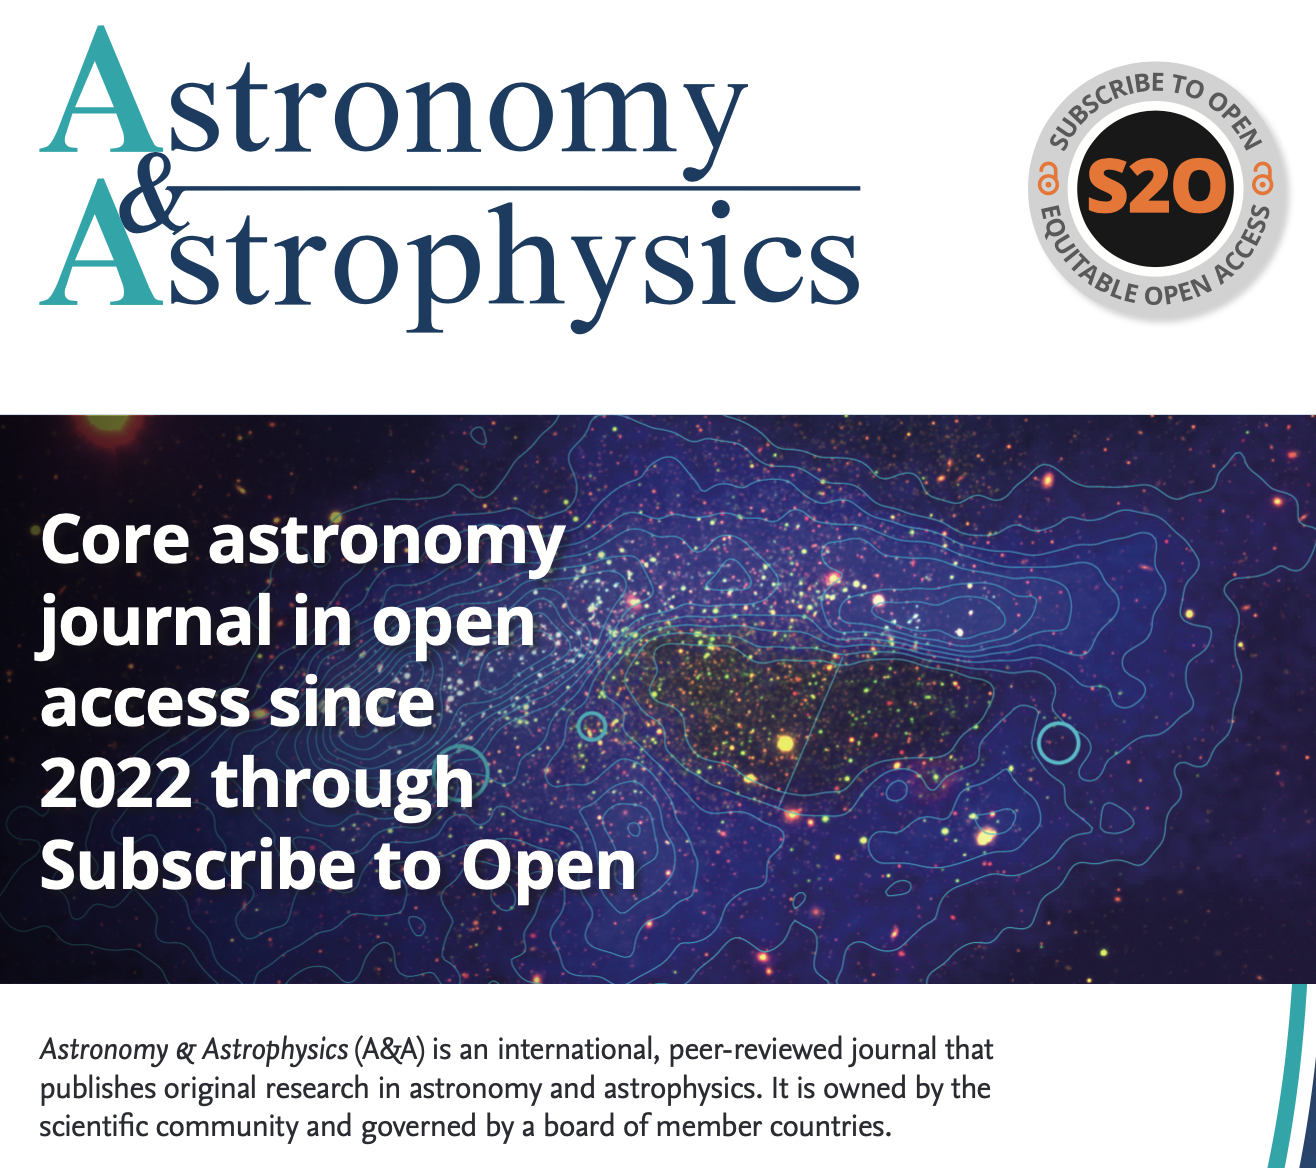 Astronomy
&
Astrophysics
SUBSCRIBE TO OPEN
S2O
EQUITABLE OPEN ACCESS
Core astronomy
journal in open
access since
2022 through
Subscribe to Open
Astronomy & Astrophysics (A&A) is an international, peer-reviewed journal that
publishes original research in astronomy and astrophysics. It is owned by the
scientific community and governed by a board of member countries.